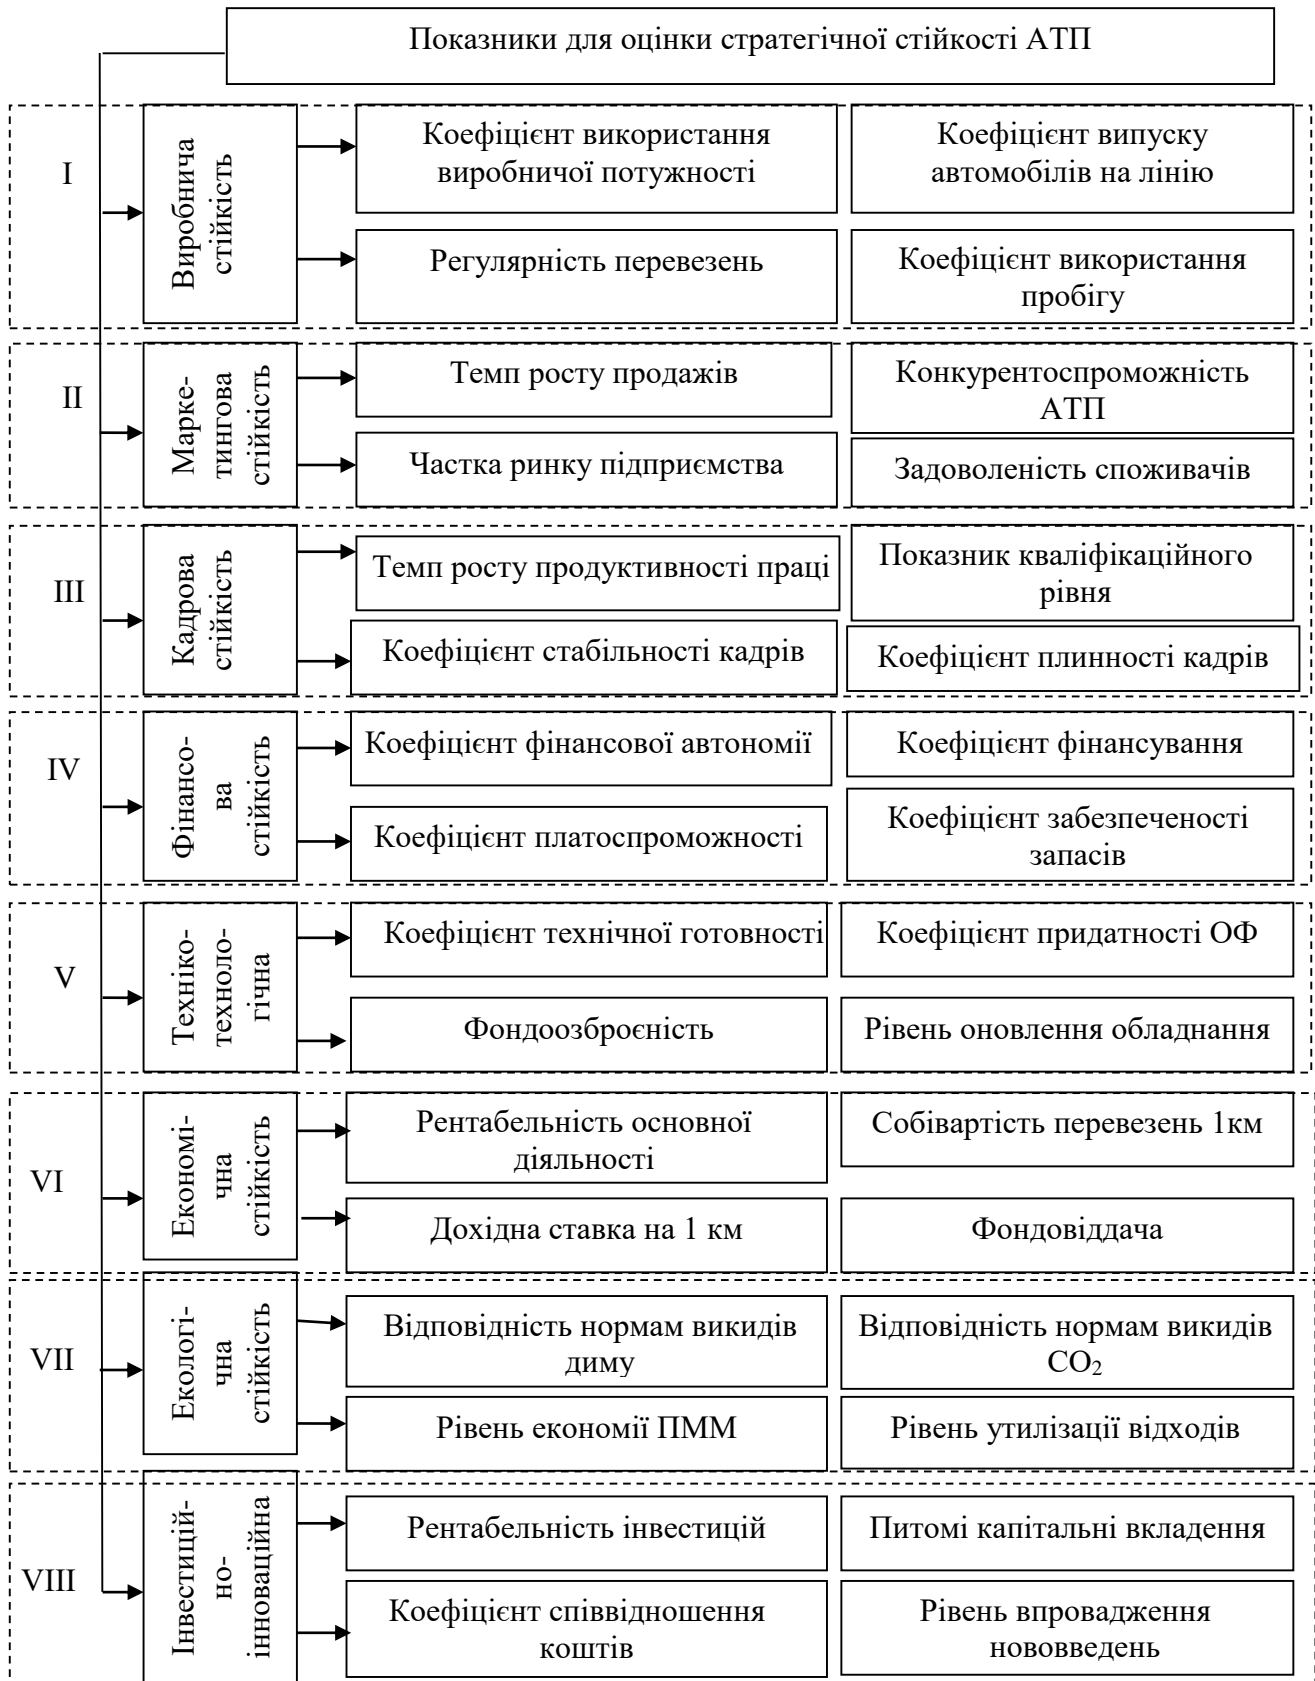 Показники для оцінки стратегічної стійкості АТП
I
Виробнича
стійкість
Коефіцієнт використання
виробничої потужності
Коефіцієнт випуску
автомобілів на лінію
Регулярність перевезень
Коефіцієнт використання
пробігу
II
Марке-
тингова
стійкість
Темп росту продажів
Конкурентоспроможність
АТП
Частка ринку підприємства
Задоволеність споживачів
III
Кадрова
стійкість
Темп росту продуктивності праці
Показник кваліфікаційного
рівня
Коефіцієнт стабільності кадрів
Коефіцієнт плинності кадрів
IV
Фінансо-
ва
стійкість
Коефіцієнт фінансової автономії
Коефіцієнт фінансування
Коефіцієнт платоспроможності
Коефіцієнт забезпеченості
запасів
V
Техніко-
техноло-
гічна
Коефіцієнт технічної готовності
Коефіцієнт придатності ОФ
Фондоозброєність
Рівень оновлення обладнання
VI
Економі-
чна
стійкість
Рентабельність основної
діяльності
Собівартість перевезень 1км
Дохідна ставка на 1 км
Фондовіддача
VII
Екологі-
чна
стійкість
Відповідність нормам викидів
диму
Відповідність нормам викидів
CO₂
Рівень економії ПММ
Рівень утилізації відходів
VIII
Інвестицій-
но-
інноваційна
Рентабельність інвестицій
Питомі капітальні вкладення
Коефіцієнт співвідношення
коштів
Рівень впровадження
нововведень